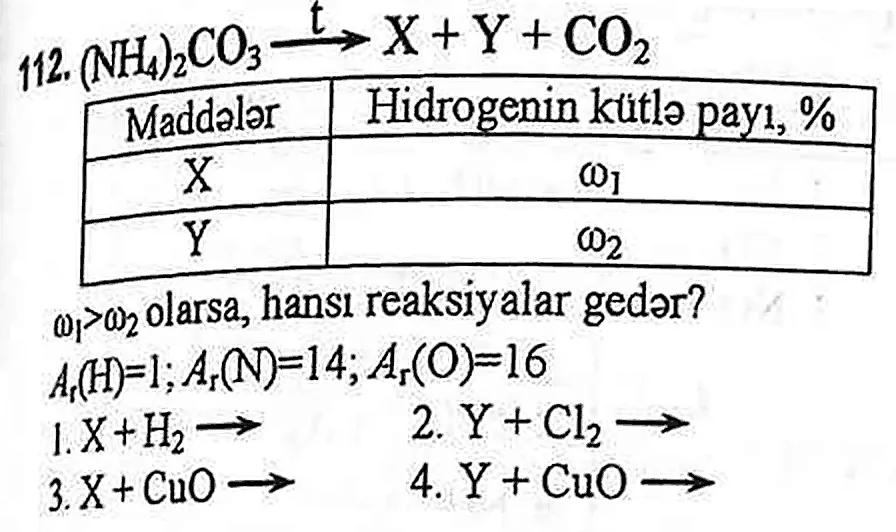 112. (NH₄)₂CO₃ —t→ X + Y + CO₂
Maddələr Hidrogenin kütlə payı, %
X ω₁
Y ω₂
ω₁>ω₂ olarsa, hansı reaksiyalar gedər?
Aᵣ(H)=1; Aᵣ(N)=14; Aᵣ(O)=16
1. X + H₂ → 2. Y + Cl₂ →
3. X + CuO → 4. Y + CuO →